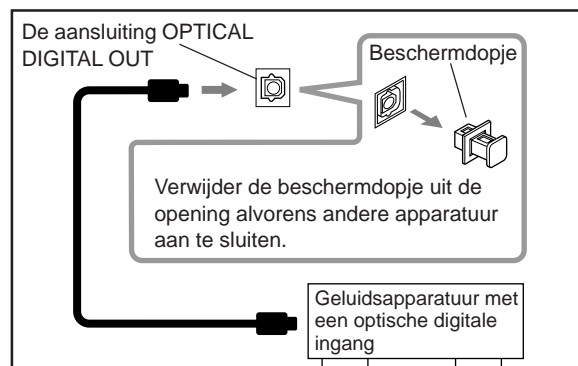 De aansluiting OPTICAL
DIGITAL OUT
Beschermdopje
Verwijder de beschermdopje uit de
opening alvorens andere apparatuur
aan te sluiten.
Geluidsapparatuur met
een optische digitale
ingang